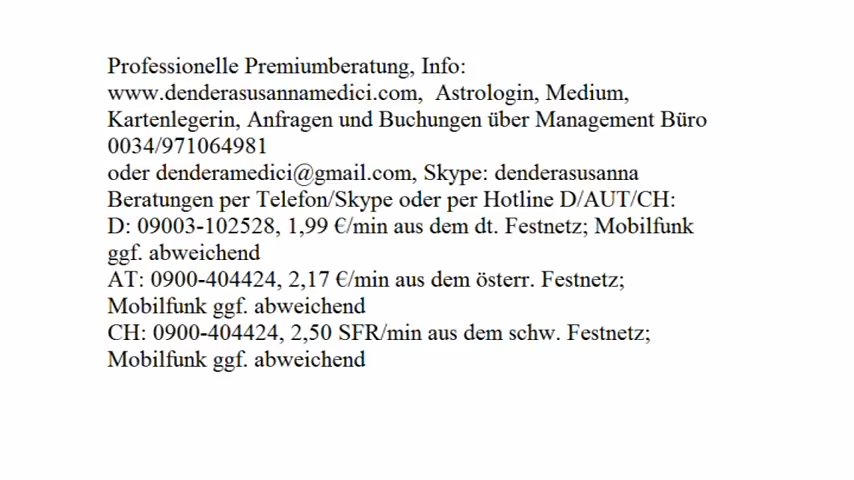 Professionelle Premiumberatung, Info:
www.denderasusannamedici.com,  Astrologin, Medium,
Kartenlegerin, Anfragen und Buchungen über Management Büro
0034/971064981
oder denderamedici@gmail.com, Skype: denderasusanna
Beratungen per Telefon/Skype oder per Hotline D/AUT/CH:
D: 09003-102528, 1,99 €/min aus dem dt. Festnetz; Mobilfunk
ggf. abweichend
AT: 0900-404424, 2,17 €/min aus dem österr. Festnetz;
Mobilfunk ggf. abweichend
CH: 0900-404424, 2,50 SFR/min aus dem schw. Festnetz;
Mobilfunk ggf. abweichend